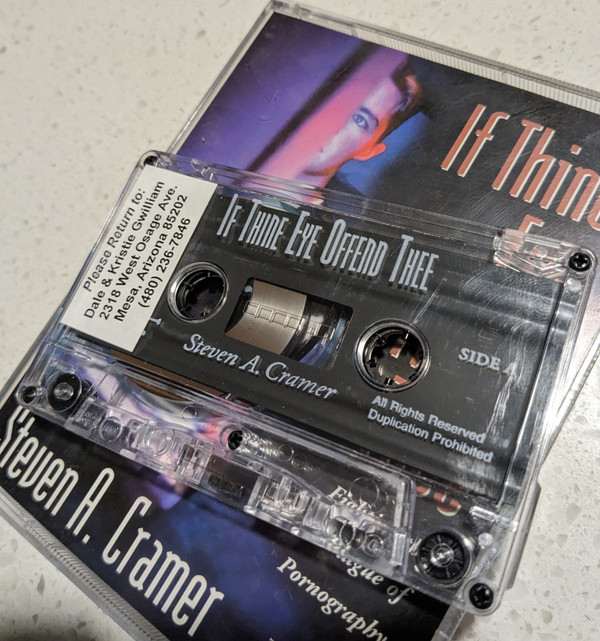 If Thine
Please Return to:
Dale & Kristie Gwilliam
2318 West Osage Ave.
Mesa, Arizona 85202
(480) 236-7846
IF THINE EYE OFFEND THEE
Steven A. Cramer
SIDE A
All Rights Reserved
Duplication Prohibited
Steven A. Cramer
of
Pornography